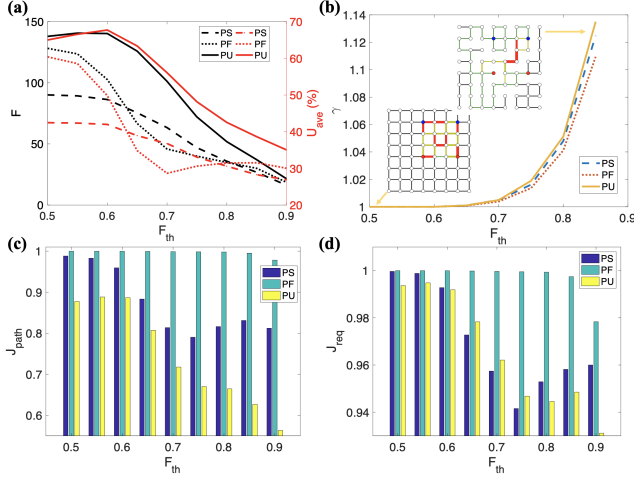 (a)
PS PS
PF PF
PU PU
F
150
100
50
0
U_ave (%)
70
60
50
40
30
20
0.5 0.6 0.7 0.8 0.9
F_th
(b)
γ
1.14
1.12
1.1
1.08
1.06
1.04
1.02
1
PS
PF
PU
0.5 0.6 0.7 0.8 0.9
F_th
(c)
J_path
1
0.9
0.8
0.7
0.6
PS
PF
PU
0.5 0.6 0.7 0.8 0.9
F_th
(d)
J_req
1
0.98
0.96
0.94
PS
PF
PU
0.5 0.6 0.7 0.8 0.9
F_th